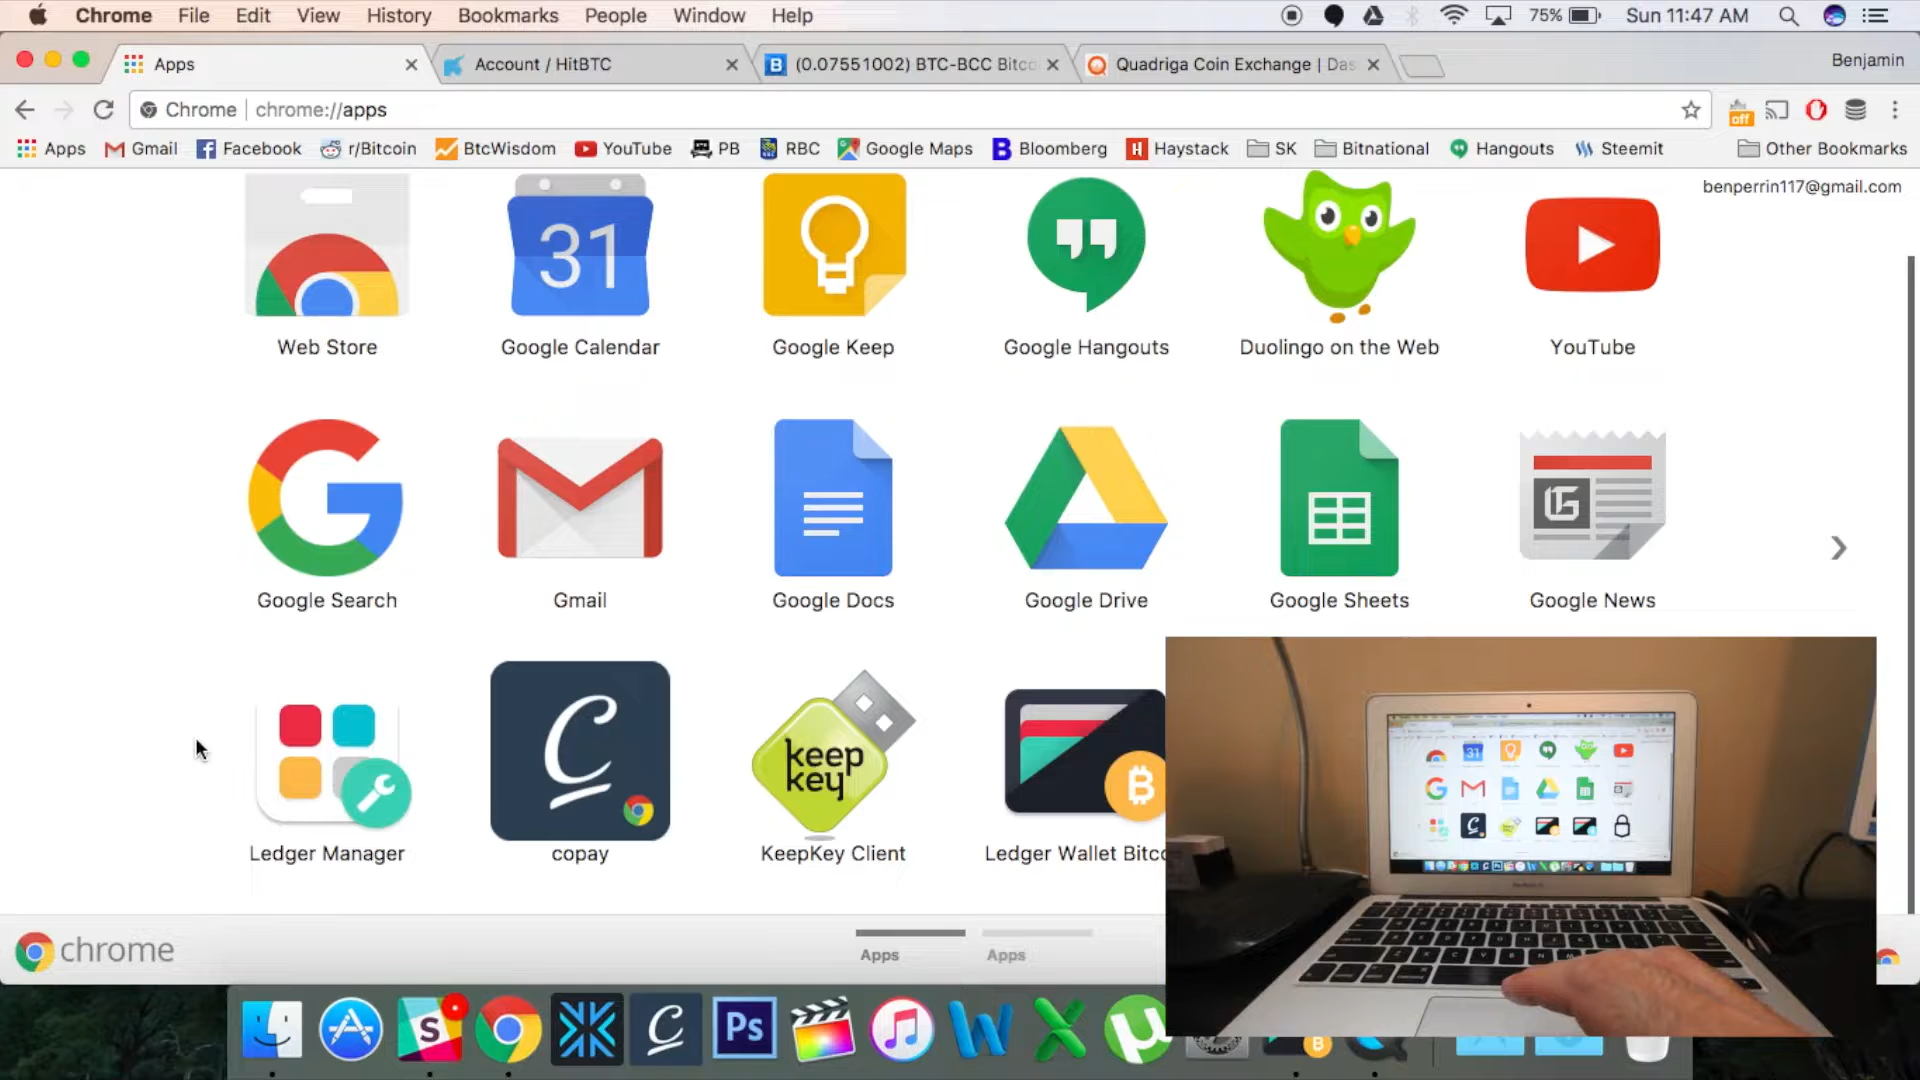 Chrome File Edit View History Bookmarks People Window Help 75% Sun 11:47 AM
Apps Account / HitBTC (0.07551002) BTC-BCC Bitco Quadriga Coin Exchange | Das Benjamin
Chrome chrome://apps off
Apps Gmail Facebook r/Bitcoin BtcWisdom YouTube PB RBC Google Maps Bloomberg Haystack SK Bitnational Hangouts Steemit Other Bookmarks
benperrin117@gmail.com
31
Web Store Google Calendar Google Keep Google Hangouts Duolingo on the Web YouTube
Google Search Gmail Google Docs Google Drive Google Sheets Google News
keep
key
Ledger Manager copay KeepKey Client Ledger Wallet Bitco
chrome Apps Apps
Ps